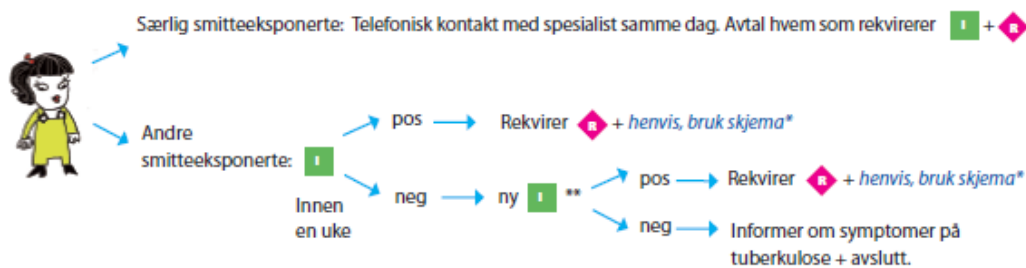 Særlig smitteeksponerte: Telefonisk kontakt med spesialist samme dag. Avtal hvem som rekvirerer I + R
Andre
smitteeksponerte: I
Innen
en uke
pos Rekvirer R + henvis, bruk skjema*
neg ny I **
pos Rekvirer R + henvis, bruk skjema*
neg Informer om symptomer på
tuberkulose + avslutt.